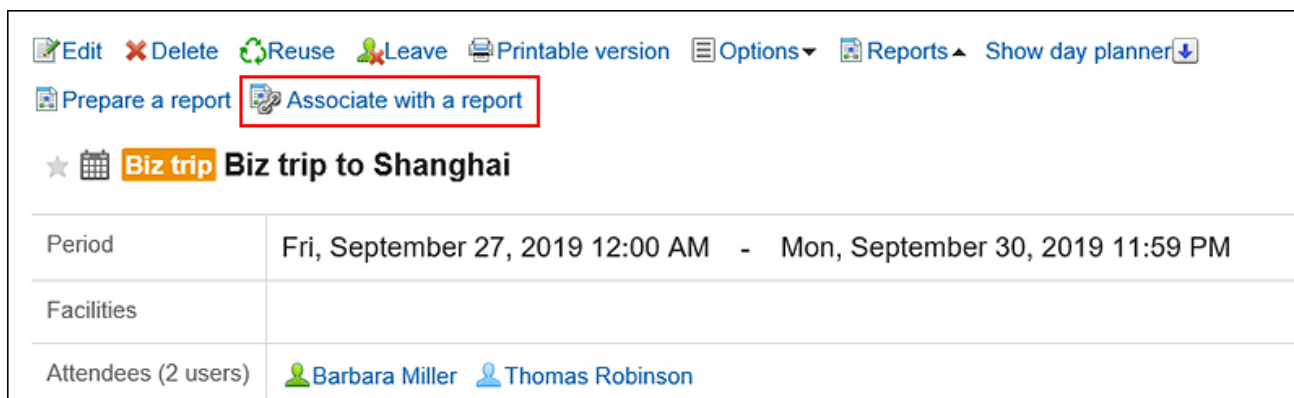 Edit Delete Reuse Leave Printable version Options Reports Show day planner
Prepare a report Associate with a report
Biz trip Biz trip to Shanghai
Period Fri, September 27, 2019 12:00 AM - Mon, September 30, 2019 11:59 PM
Facilities
Attendees (2 users) Barbara Miller Thomas Robinson